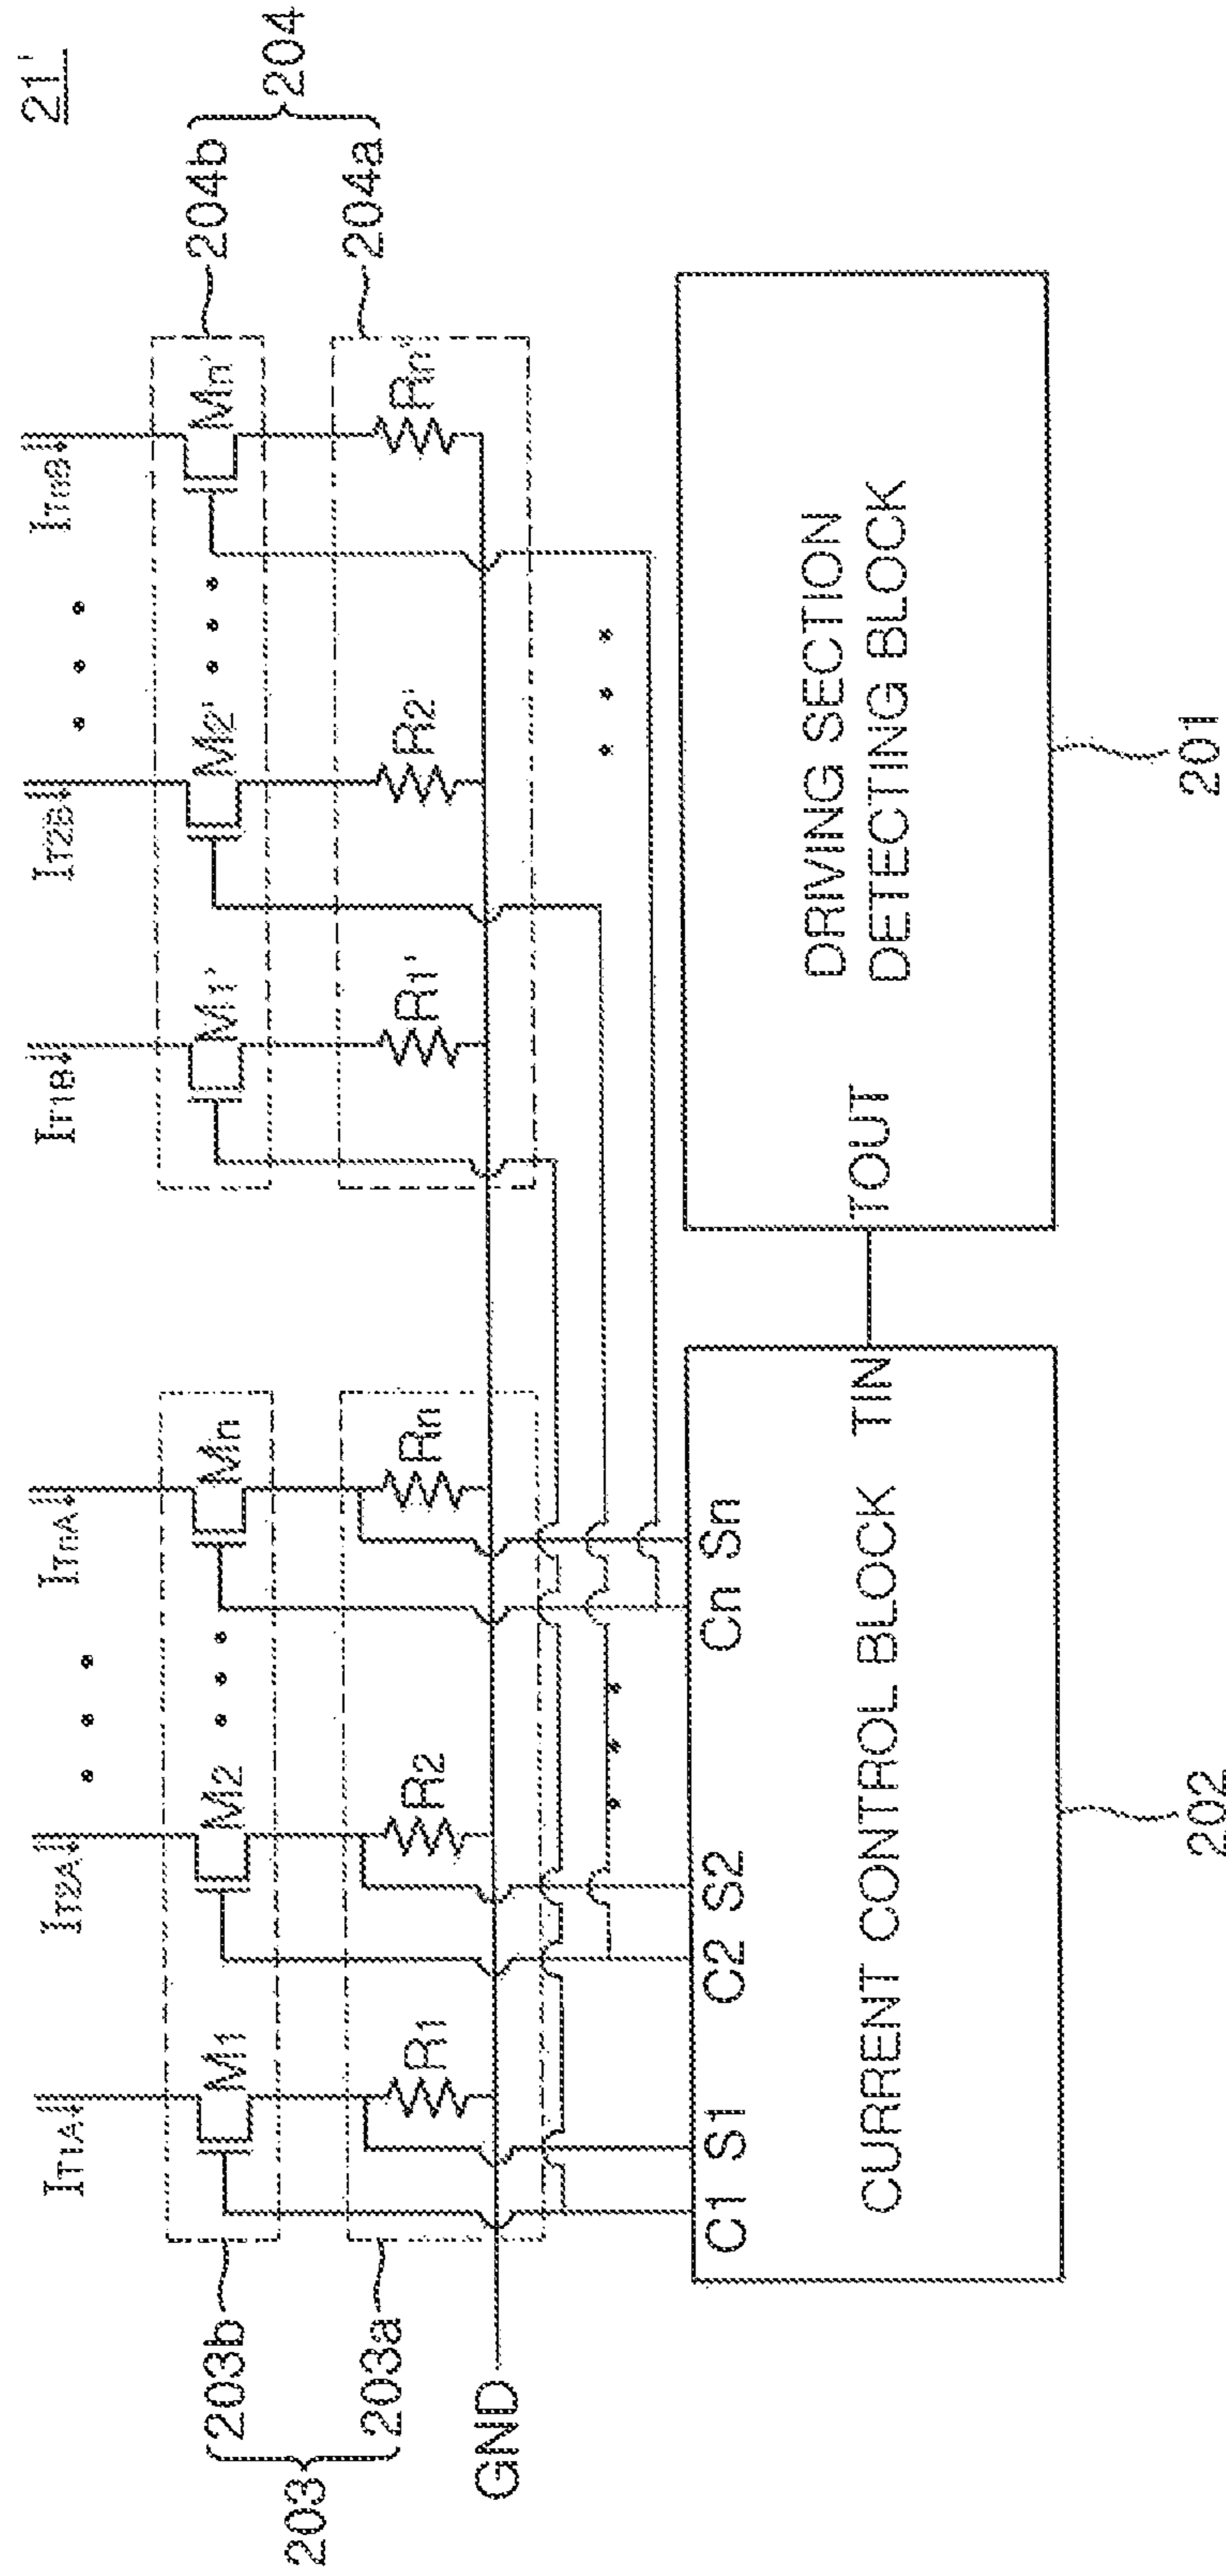 21'
IT1A IT2A ITnA IT1B IT2B ITnB
203b M1 M2 Mn M1' M2' Mn' 204b
203 204
203a R1 R2 Rn R1' R2' Rn' 204a
GND
C1 S1 C2 S2 Cn Sn
CURRENT CONTROL BLOCK TIN
TOUT DRIVING SECTION
DETECTING BLOCK
202 201